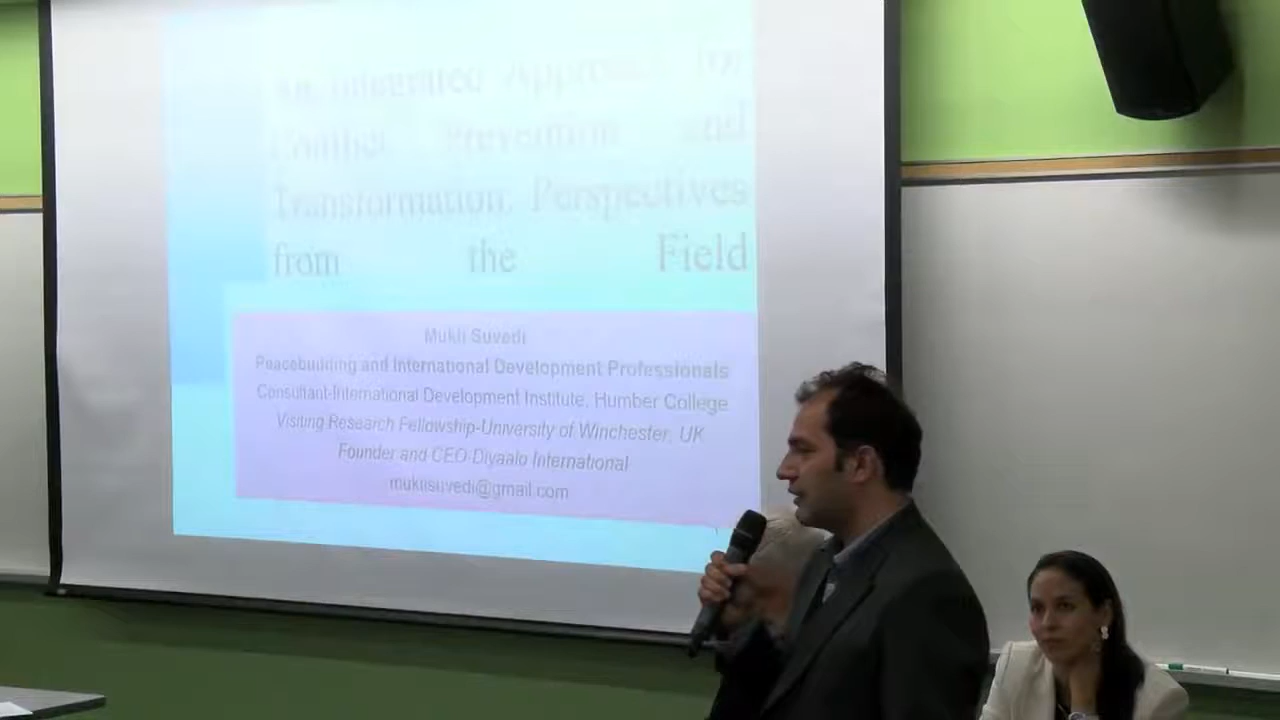 An Integrated Approach for
Conflict Prevention and
Transformation: Perspectives
from the Field
Mukti Suvedi
Peacebuilding and International Development Professionals
Consultant-International Development Institute, Humber College
Visiting Research Fellowship-University of Winchester, UK
Founder and CEO-Diyaalo International
muktisuvedi@gmail.com